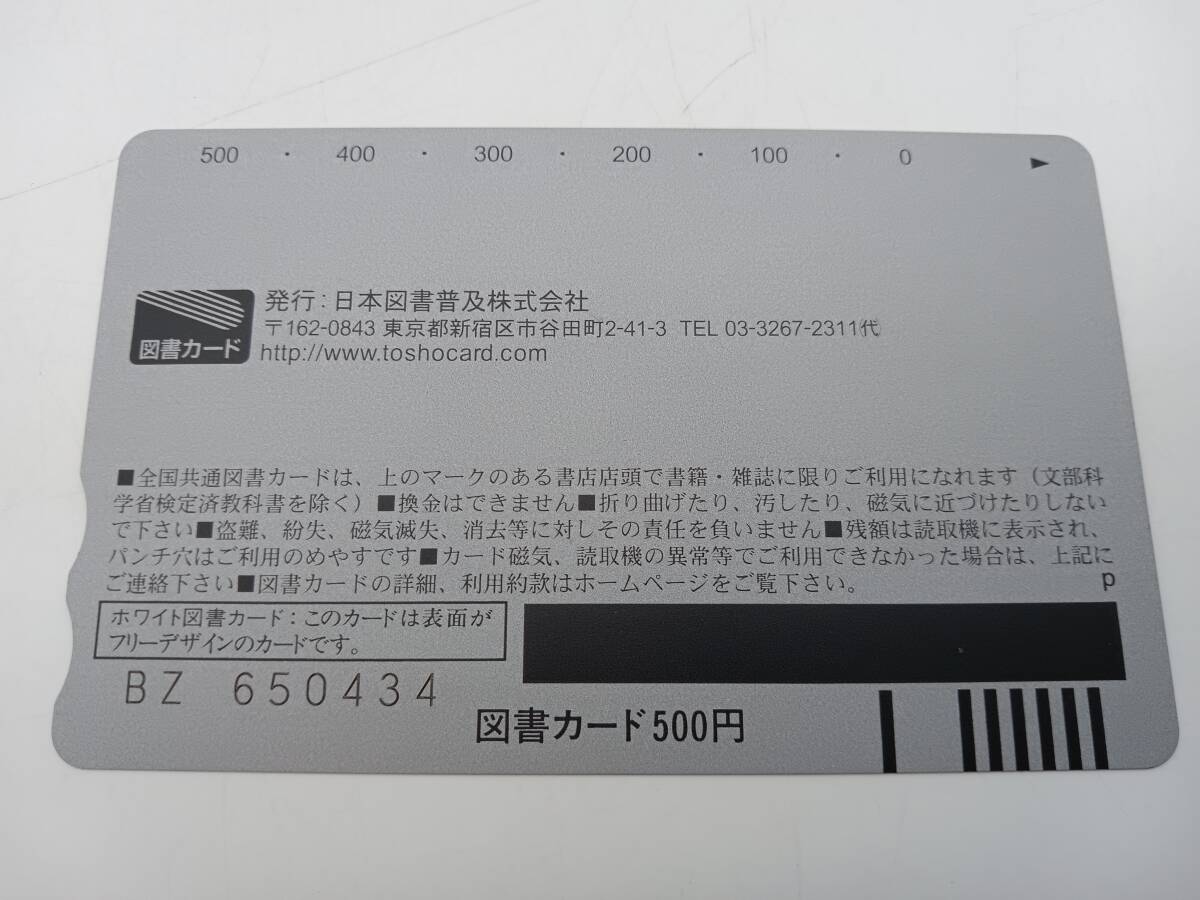 500 ・ 400 ・ 300 ・ 200 ・ 100 ・ 0 ►
図書カード
発行：日本図書普及株式会社
〒162-0843 東京都新宿区市谷田町2-41-3 TEL 03-3267-2311㈹
http://www.toshocard.com
■全国共通図書カードは、上のマークのある書店店頭で書籍・雑誌に限りご利用になれます（文部科
学省検定済教科書を除く）■換金はできません■折り曲げたり、汚したり、磁気に近づけたりしない
で下さい■盗難、紛失、磁気滅失、消去等に対しその責任を負いません■残額は読取機に表示され、
パンチ穴はご利用のめやすです■カード磁気、読取機の異常等でご利用できなかった場合は、上記に
ご連絡下さい■図書カードの詳細、利用約款はホームページをご覧下さい。
p
ホワイト図書カード：このカードは表面が
フリーデザインのカードです。
BZ 650434
図書カード500円